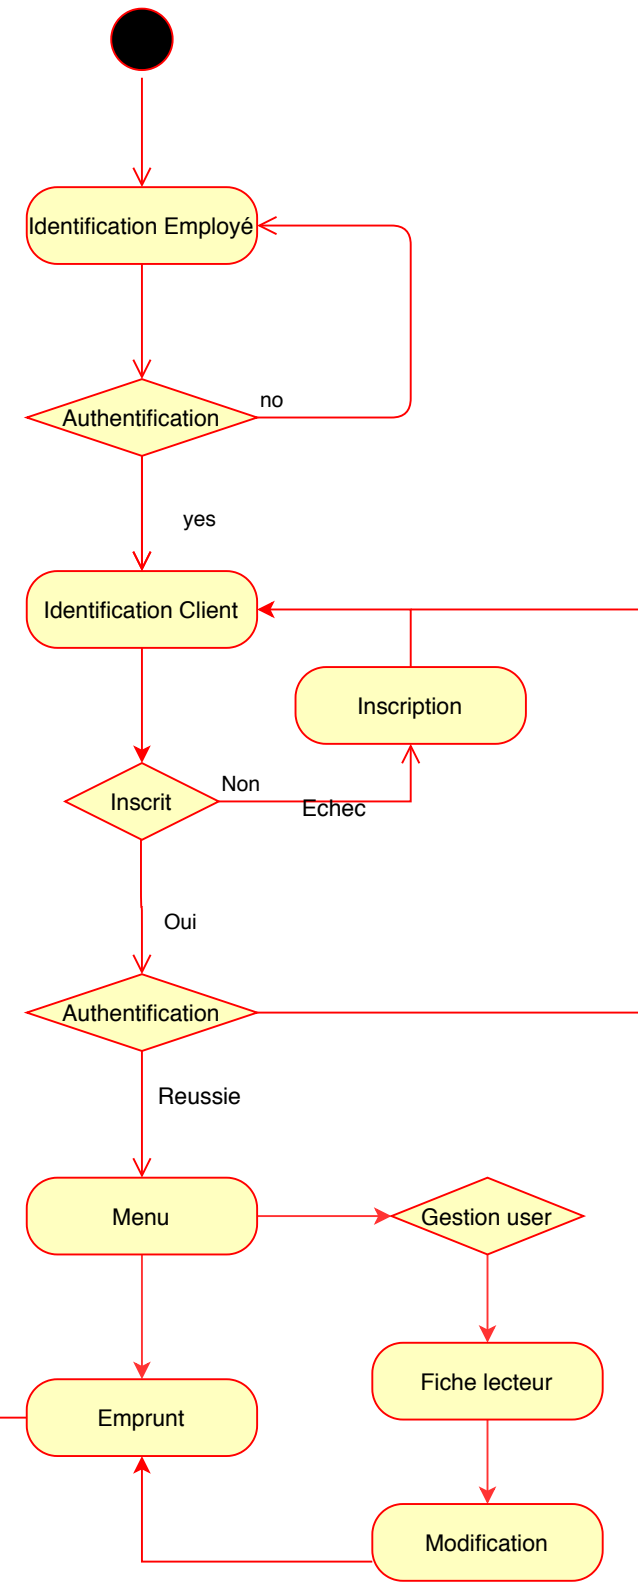 Identification Employé
no
Authentification
yes
Identification Client
Inscription
Non
Inscrit
Echec
Oui
Authentification
Reussie
Menu
Gestion user
Fiche lecteur
Emprunt
Modification